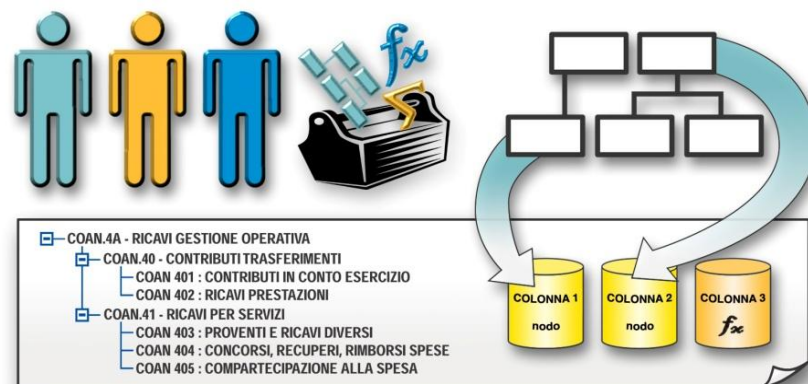 fx
Σ
COAN.4A - RICAVI GESTIONE OPERATIVA
COAN.40 - CONTRIBUTI TRASFERIMENTI
COAN 401 : CONTRIBUTI IN CONTO ESERCIZIO
COAN 402 : RICAVI PRESTAZIONI
COAN.41 - RICAVI PER SERVIZI
COAN 403 : PROVENTI E RICAVI DIVERSI
COAN 404 : CONCORSI, RECUPERI, RIMBORSI SPESE
COAN 405 : COMPARTECIPAZIONE ALLA SPESA
COLONNA 1
nodo
COLONNA 2
nodo
COLONNA 3
fx